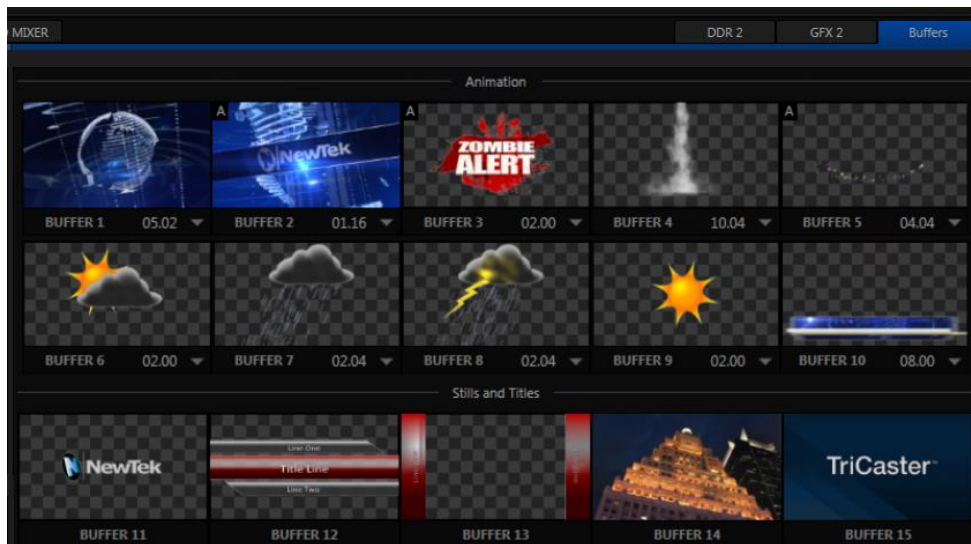 MIXER
DDR 2
GFX 2
Buffers
Animation
A
A
A
NewTek
ZOMBIE
ALERT
BUFFER 1 05.02
BUFFER 2 01.16
BUFFER 3 02.00
BUFFER 4 10.04
BUFFER 5 04.04
BUFFER 6 02.00
BUFFER 7 02.04
BUFFER 8 02.04
BUFFER 9 02.00
BUFFER 10 08.00
Stills and Titles
NewTek
Line One
Title Line
Line Two
TriCaster
BUFFER 11
BUFFER 12
BUFFER 13
BUFFER 14
BUFFER 15